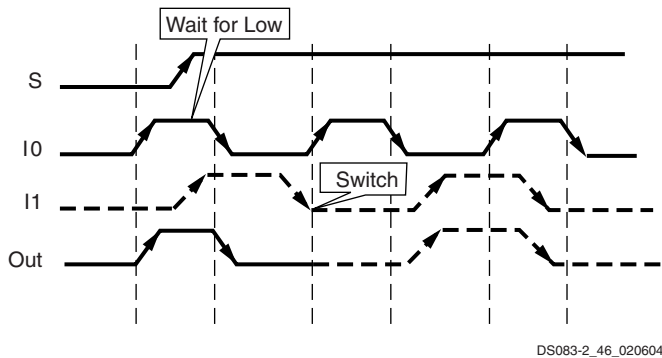 Wait for Low
S
I0
I1
Switch
Out
DS083-2_46_020604